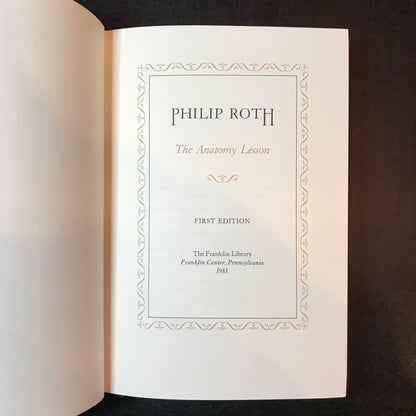 PHILIP ROTH
The Anatomy Lesson
FIRST EDITION
The Franklin Library
Franklin Center, Pennsylvania
1983